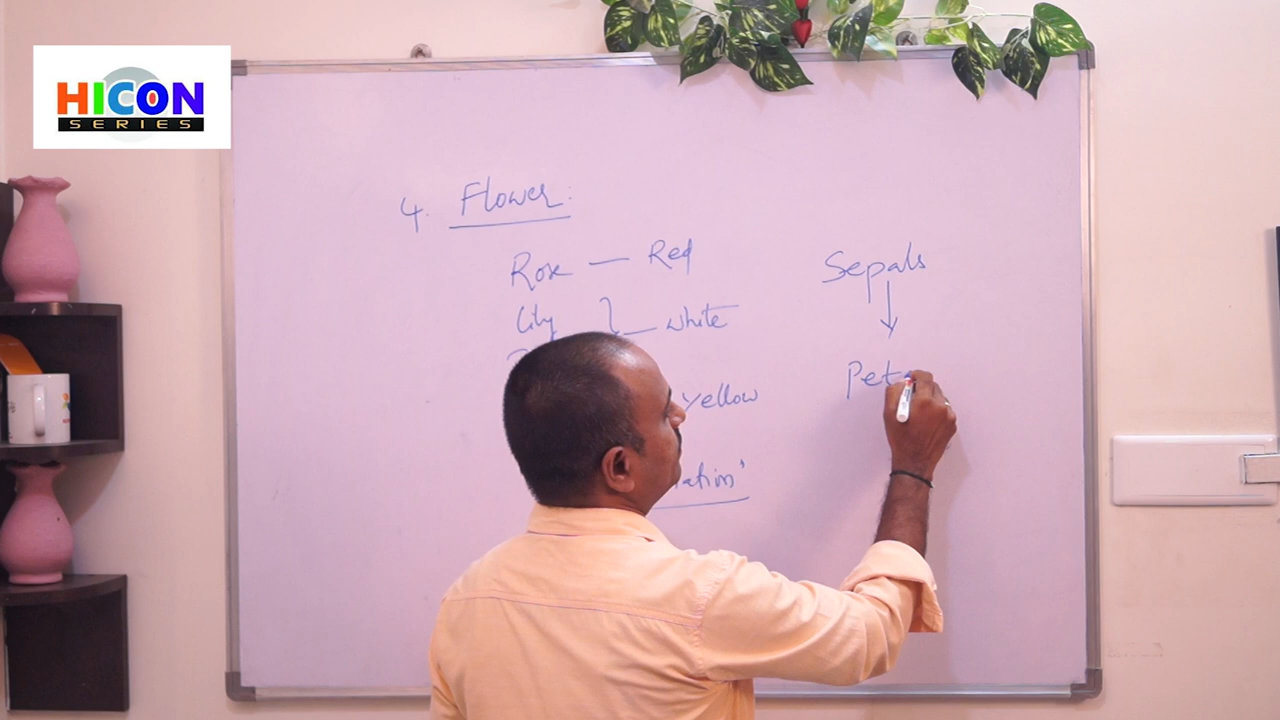 HICON
SERIES
4. Flower:
Rose — Red
Lily } — white
yellow
Sepals
↓
Pet